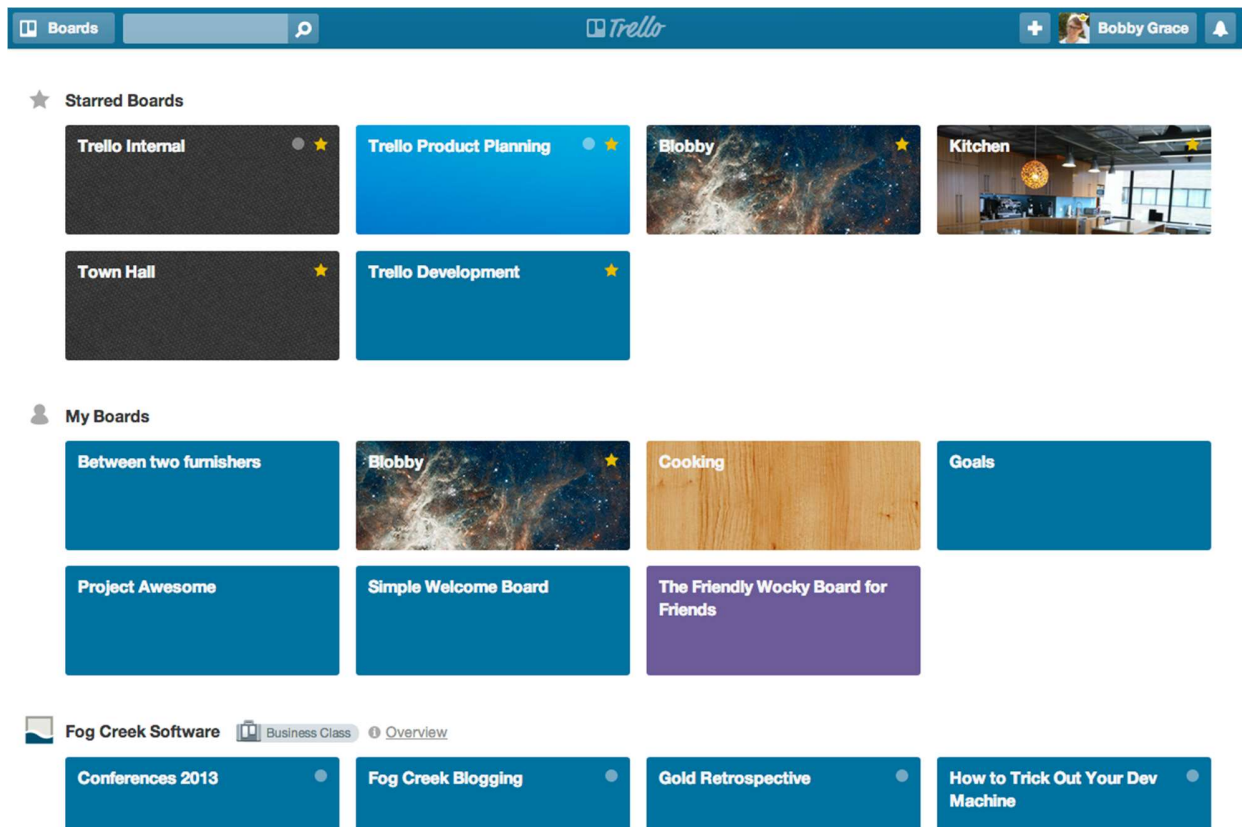 Boards
Trello
Bobby Grace
Starred Boards
Trello Internal
Trello Product Planning
Blobby
Kitchen
Town Hall
Trello Development
My Boards
Between two furnishers
Blobby
Cooking
Goals
Project Awesome
Simple Welcome Board
The Friendly Wocky Board for
Friends
Fog Creek Software
Business Class
Overview
Conferences 2013
Fog Creek Blogging
Gold Retrospective
How to Trick Out Your Dev
Machine